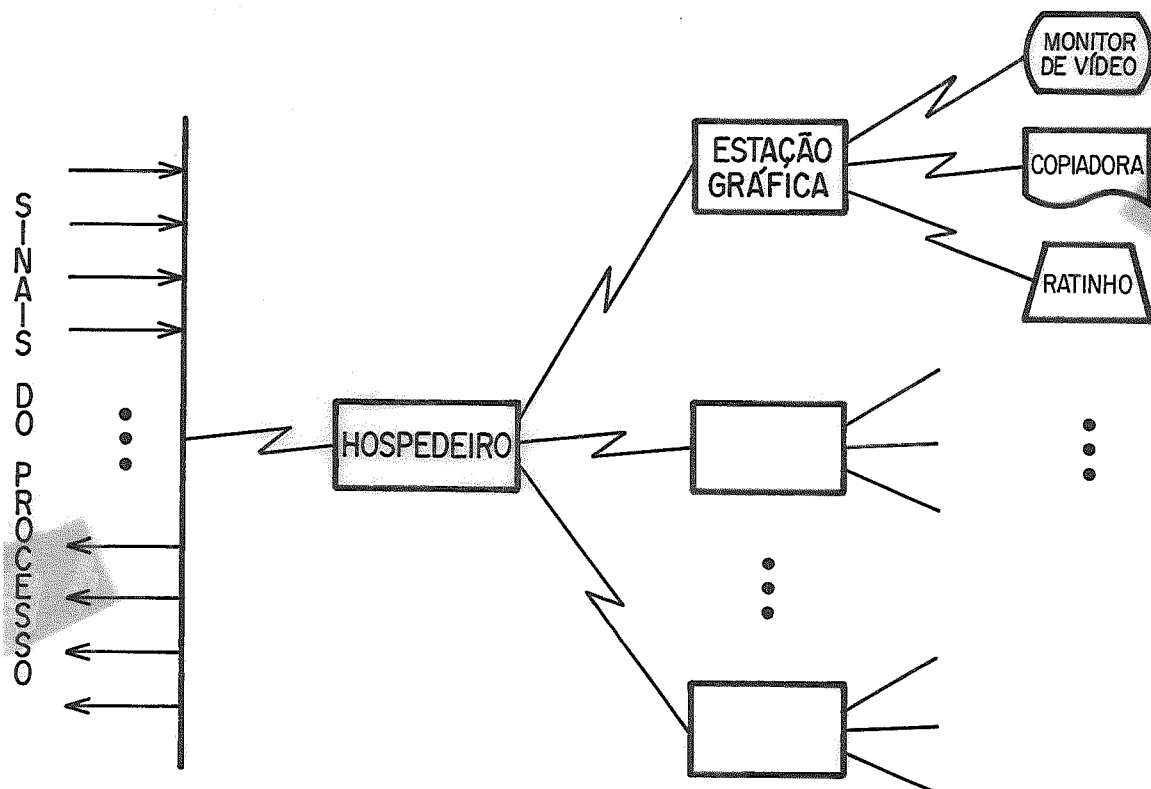 SINAIS DO PROCESSO
HOSPEDEIRO
ESTAÇÃO
GRÁFICA
MONITOR
DE VÍDEO
COPIADORA
RATINHO